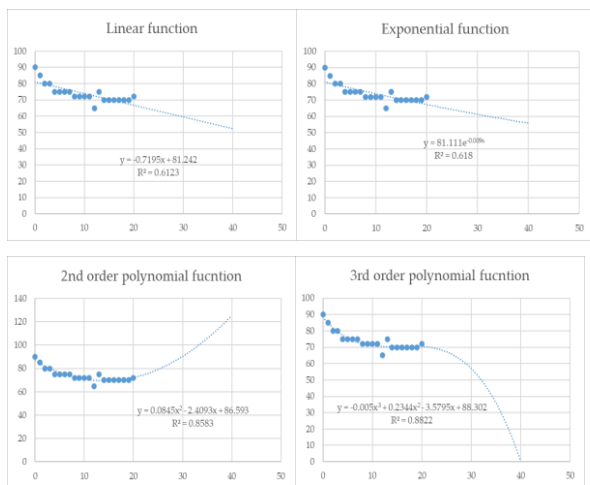 Linear function
100
90
80
70
60
50
40
30
20
10
0
y = -0.7195x + 81.242
R² = 0.6123
0 10 20 30 40 50
Exponential function
100
90
80
70
60
50
40
30
20
10
0
y = 81.111e^-0.009x
R² = 0.618
0 10 20 30 40 50
2nd order polynomial fucntion
140
120
100
80
60
40
20
0
y = 0.0845x² - 2.4093x + 86.593
R² = 0.8583
0 10 20 30 40 50
3rd order polynomial fucntion
100
90
80
70
60
50
40
30
20
10
0
y = -0.005x³ + 0.2344x² - 3.5795x + 88.302
R² = 0.8822
0 10 20 30 40 50